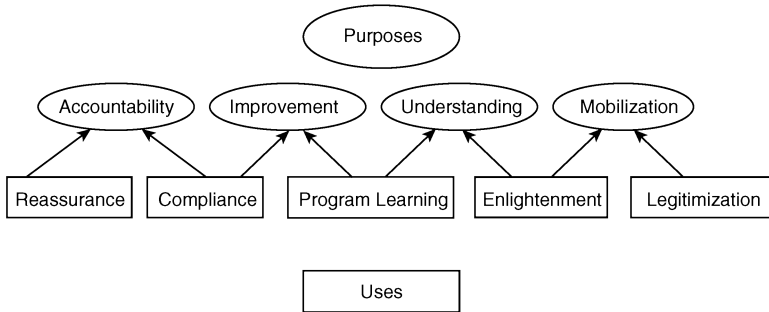 Purposes
Accountability
Improvement
Understanding
Mobilization
Reassurance
Compliance
Program Learning
Enlightenment
Legitimization
Uses